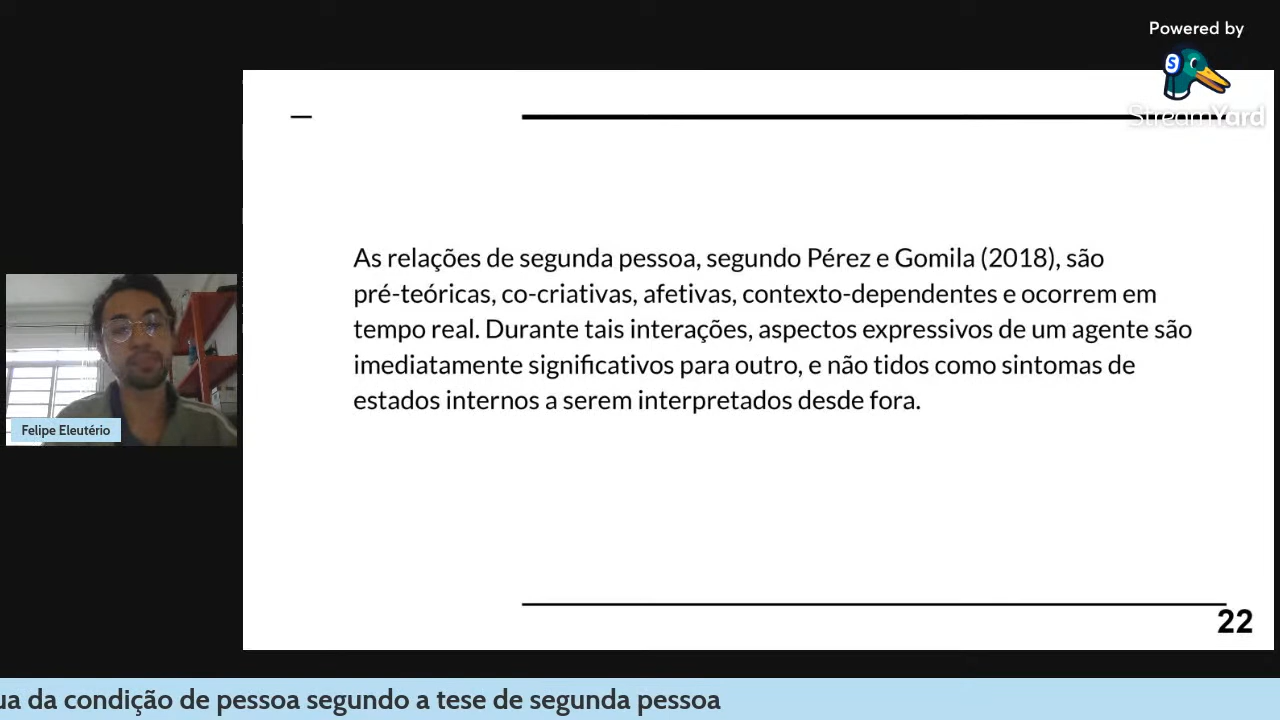 Powered by
StreamYard
As relações de segunda pessoa, segundo Pérez e Gomila (2018), são
pré-teóricas, co-criativas, afetivas, contexto-dependentes e ocorrem em
tempo real. Durante tais interações, aspectos expressivos de um agente são
imediatamente significativos para outro, e não tidos como sintomas de
estados internos a serem interpretados desde fora.
Felipe Eleutério
22
da condição de pessoa segundo a tese de segunda pessoa